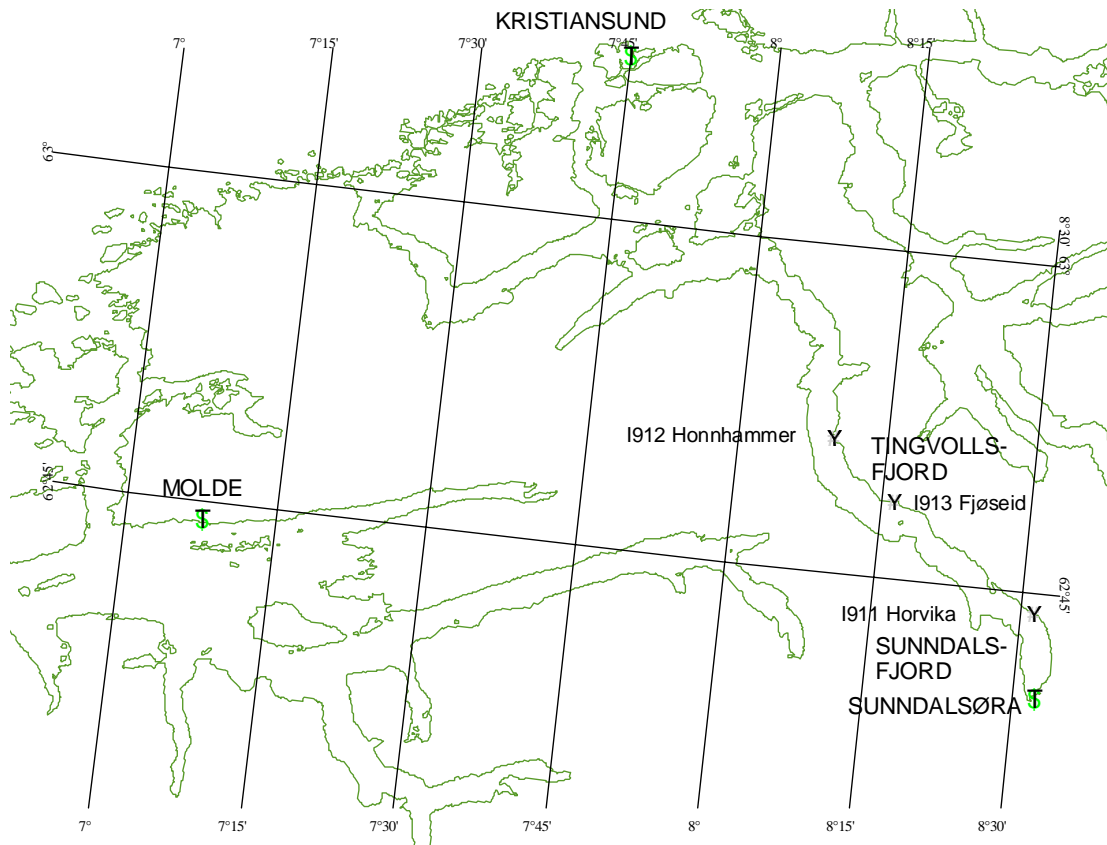 KRISTIANSUND
7°
7°15'
7°30'
7°45'
8°
8°15'
T
S
63°
8°30'
63°
I912 Honnhammer
Y
TINGVOLLS-
FJORD
62°45'
MOLDE
T
S
Y
I913 Fjøseid
62°45'
I911 Horvika
Y
SUNNDALS-
FJORD
SUNNDALSØRA
T
S
7°
7°15'
7°30'
7°45'
8°
8°15'
8°30'